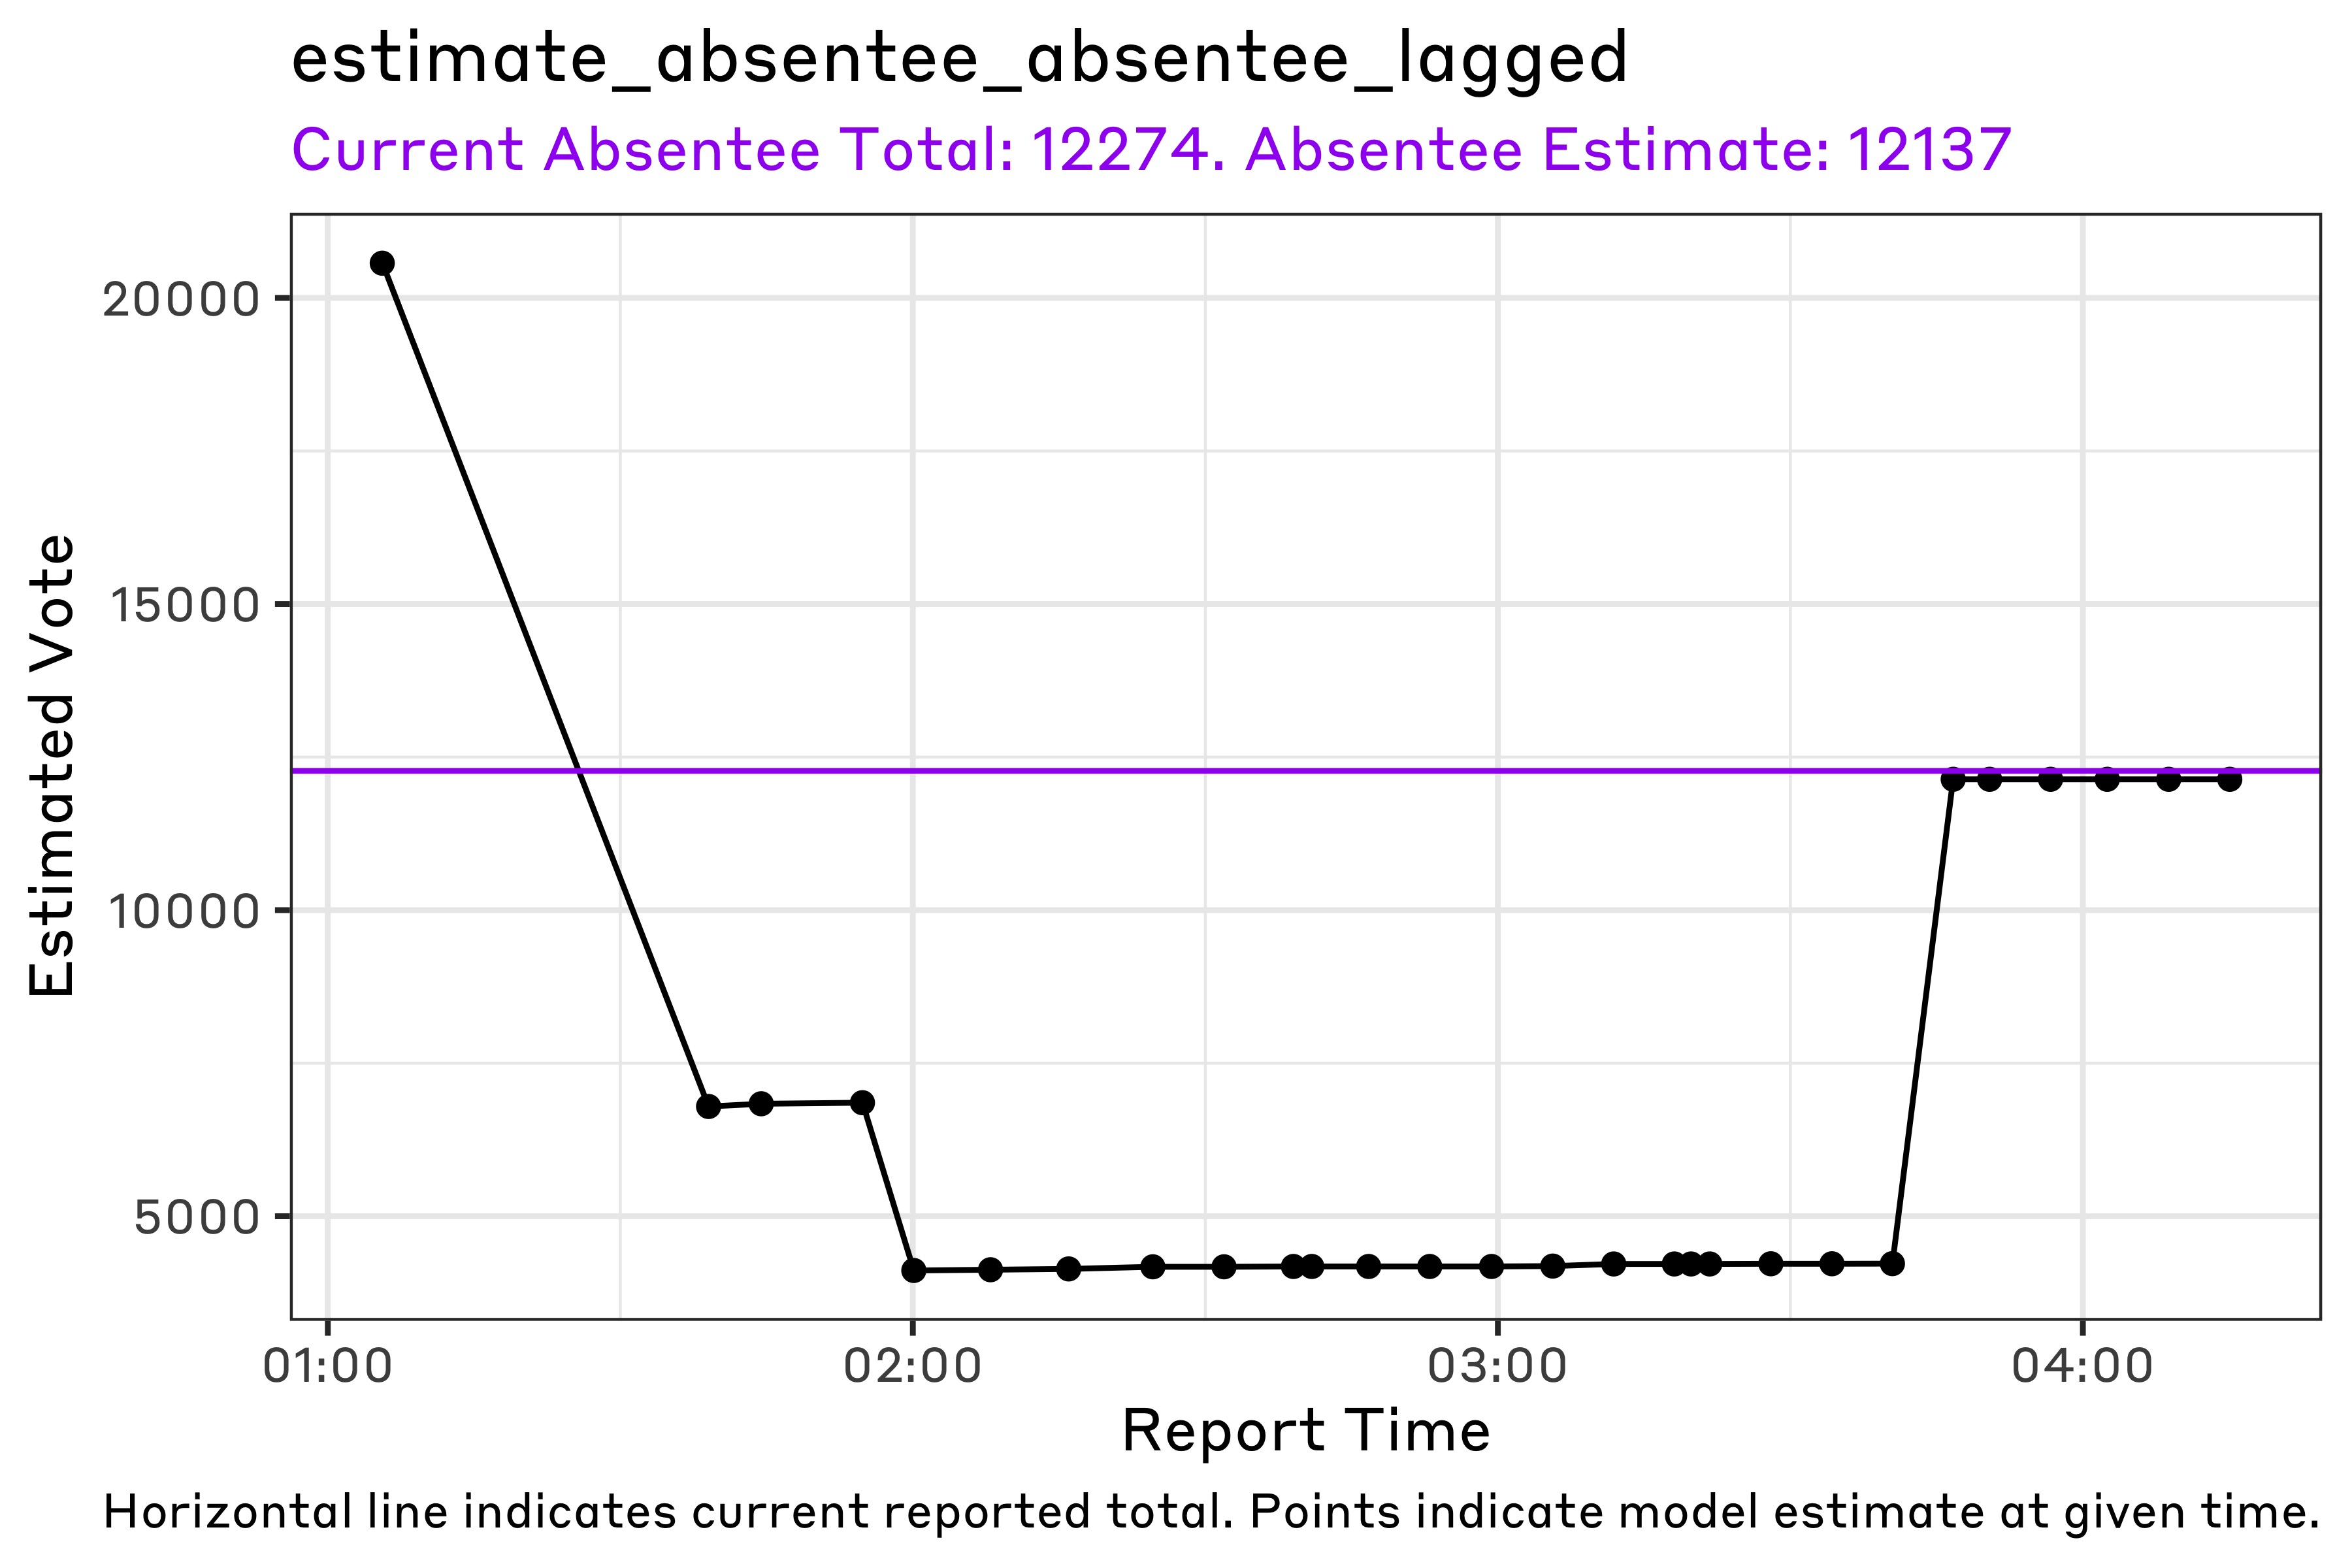 estimate_absentee_absentee_lagged
Current Absentee Total: 12274. Absentee Estimate: 12137
Estimated Vote
20000
15000
10000
5000
01:00 02:00 03:00 04:00
Report Time
Horizontal line indicates current reported total. Points indicate model estimate at given time.